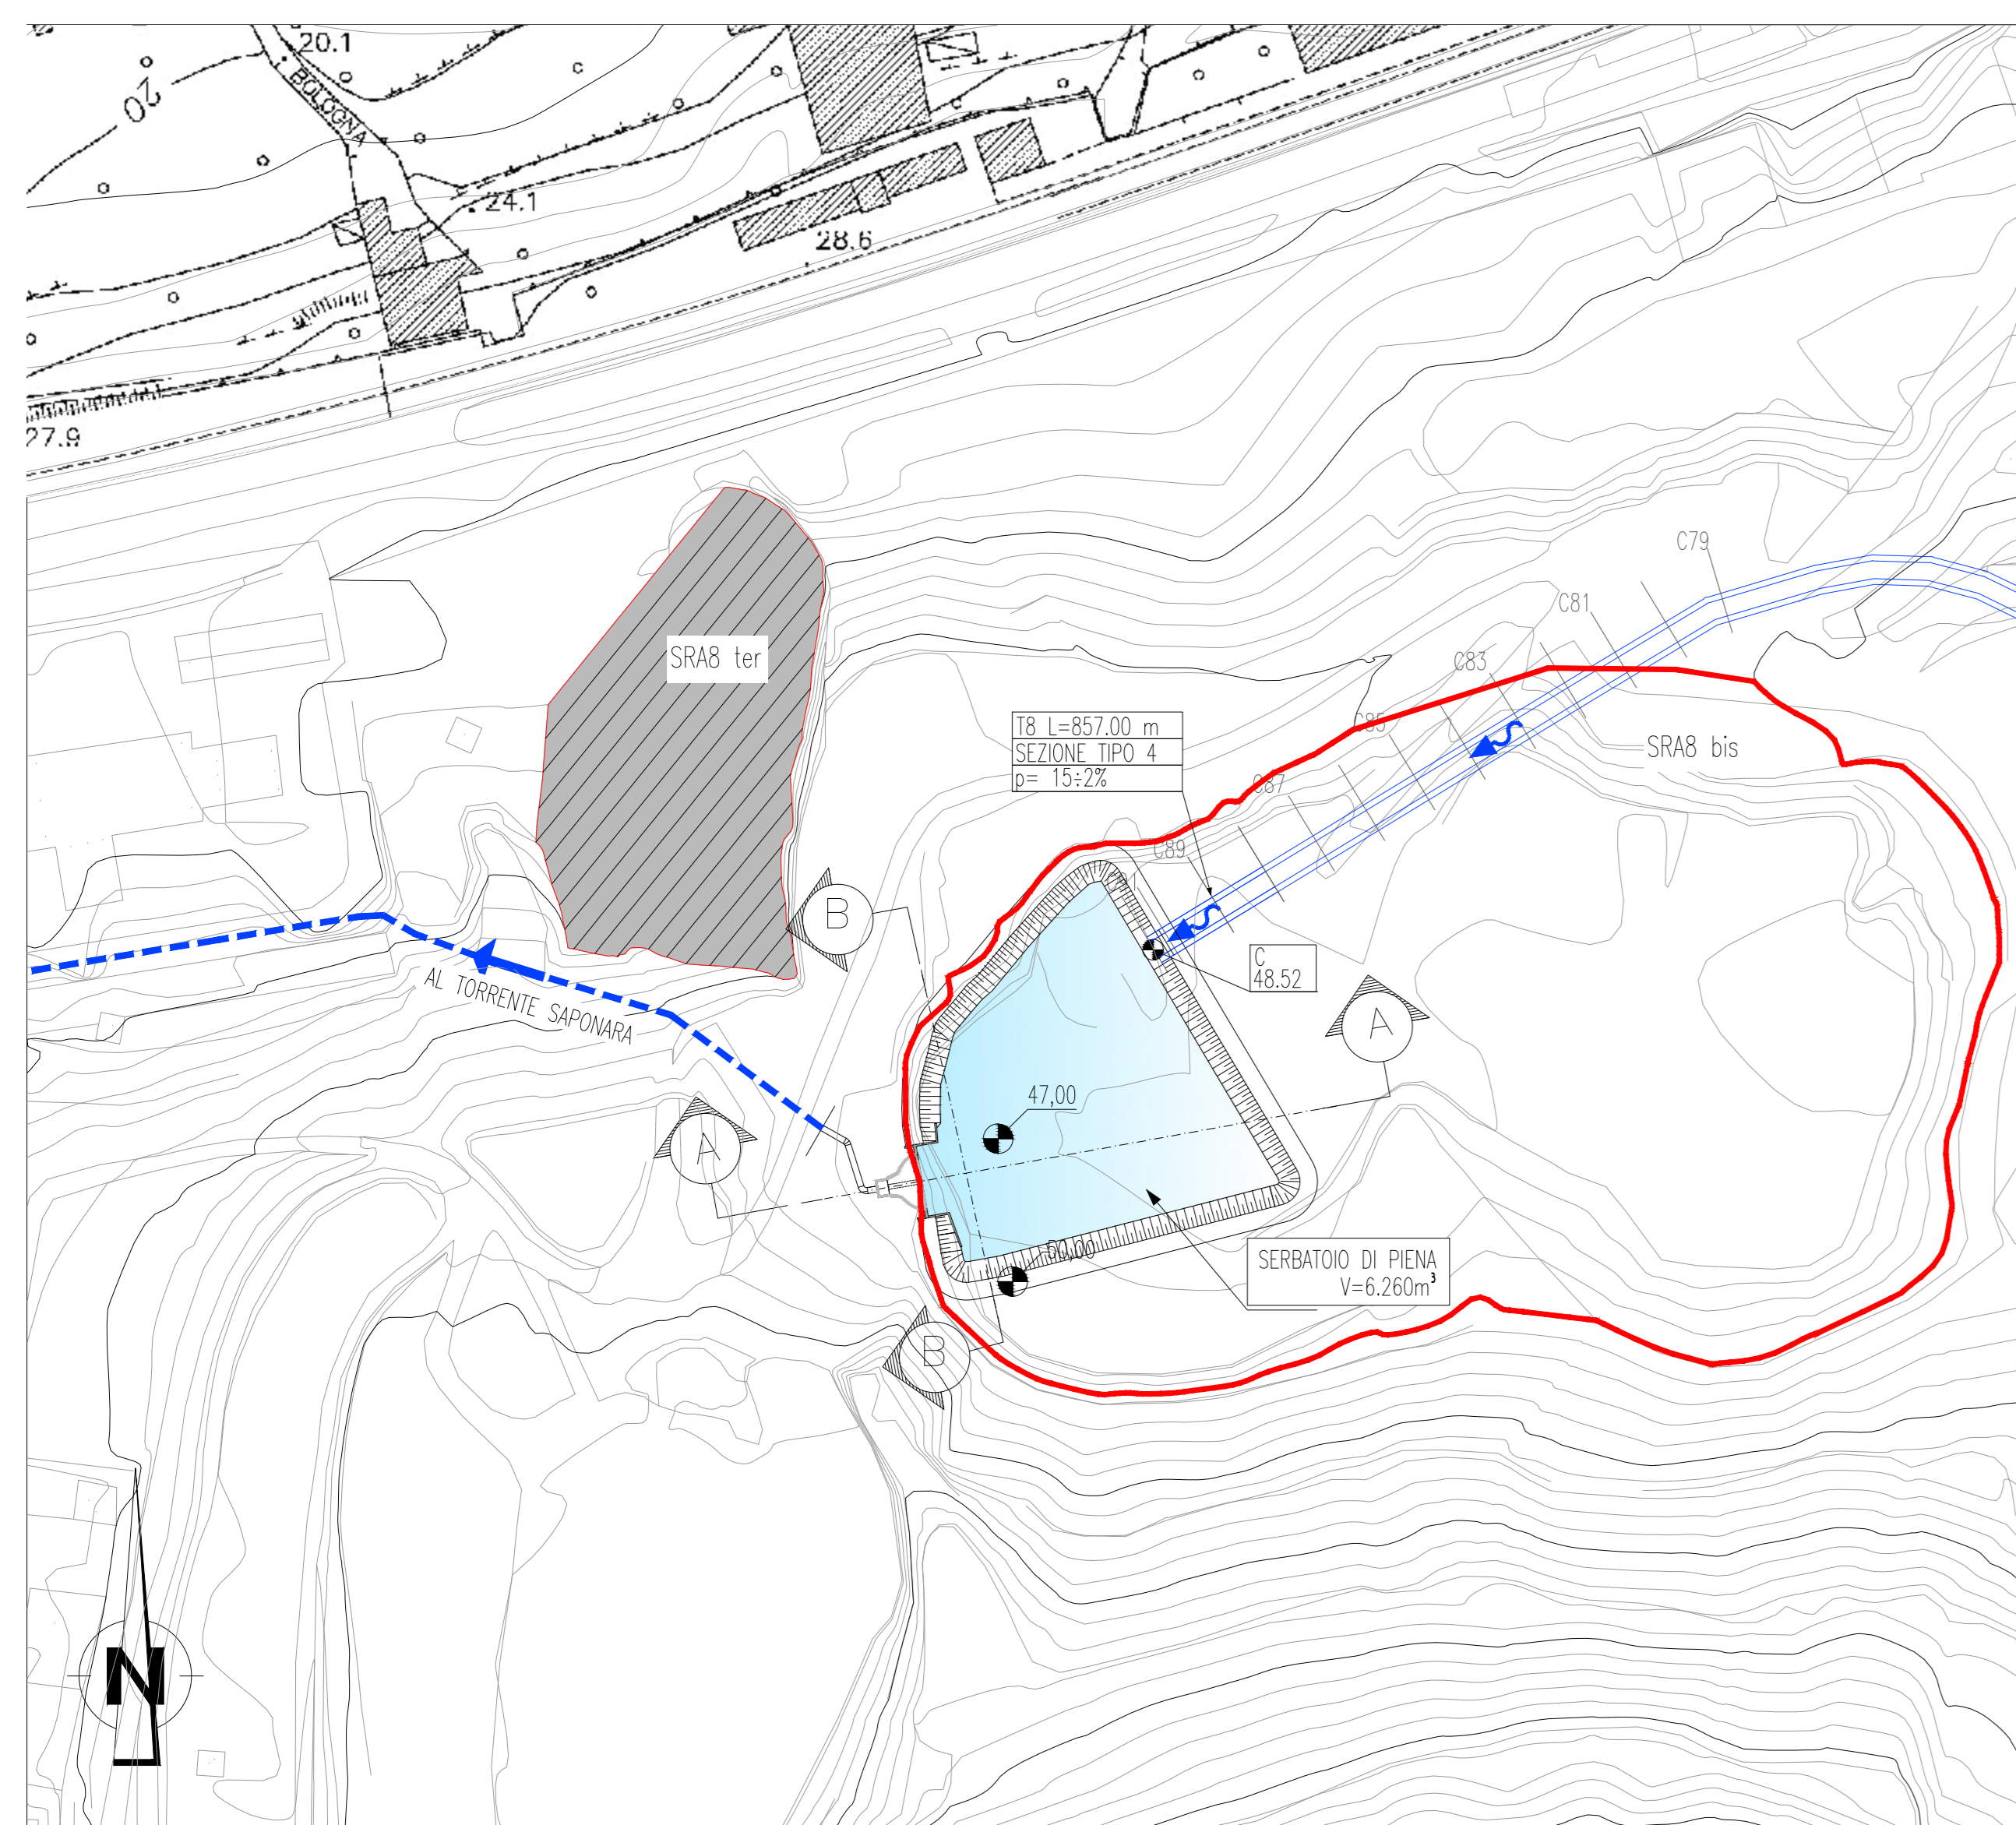 20.1
20
BOLOGNA
24.1
28.6
27.9
C79
C81
SRA8 ter
C83
T8 L=857.00 m
SEZIONE TIPO 4
p= 15÷2%
C85
SRA8 bis
C87
C89
C91
B
C
48.52
AL TORRENTE SAPONARA
A
47,00
A
50,00
SERBATOIO DI PIENA
V=6.260m³
B
N